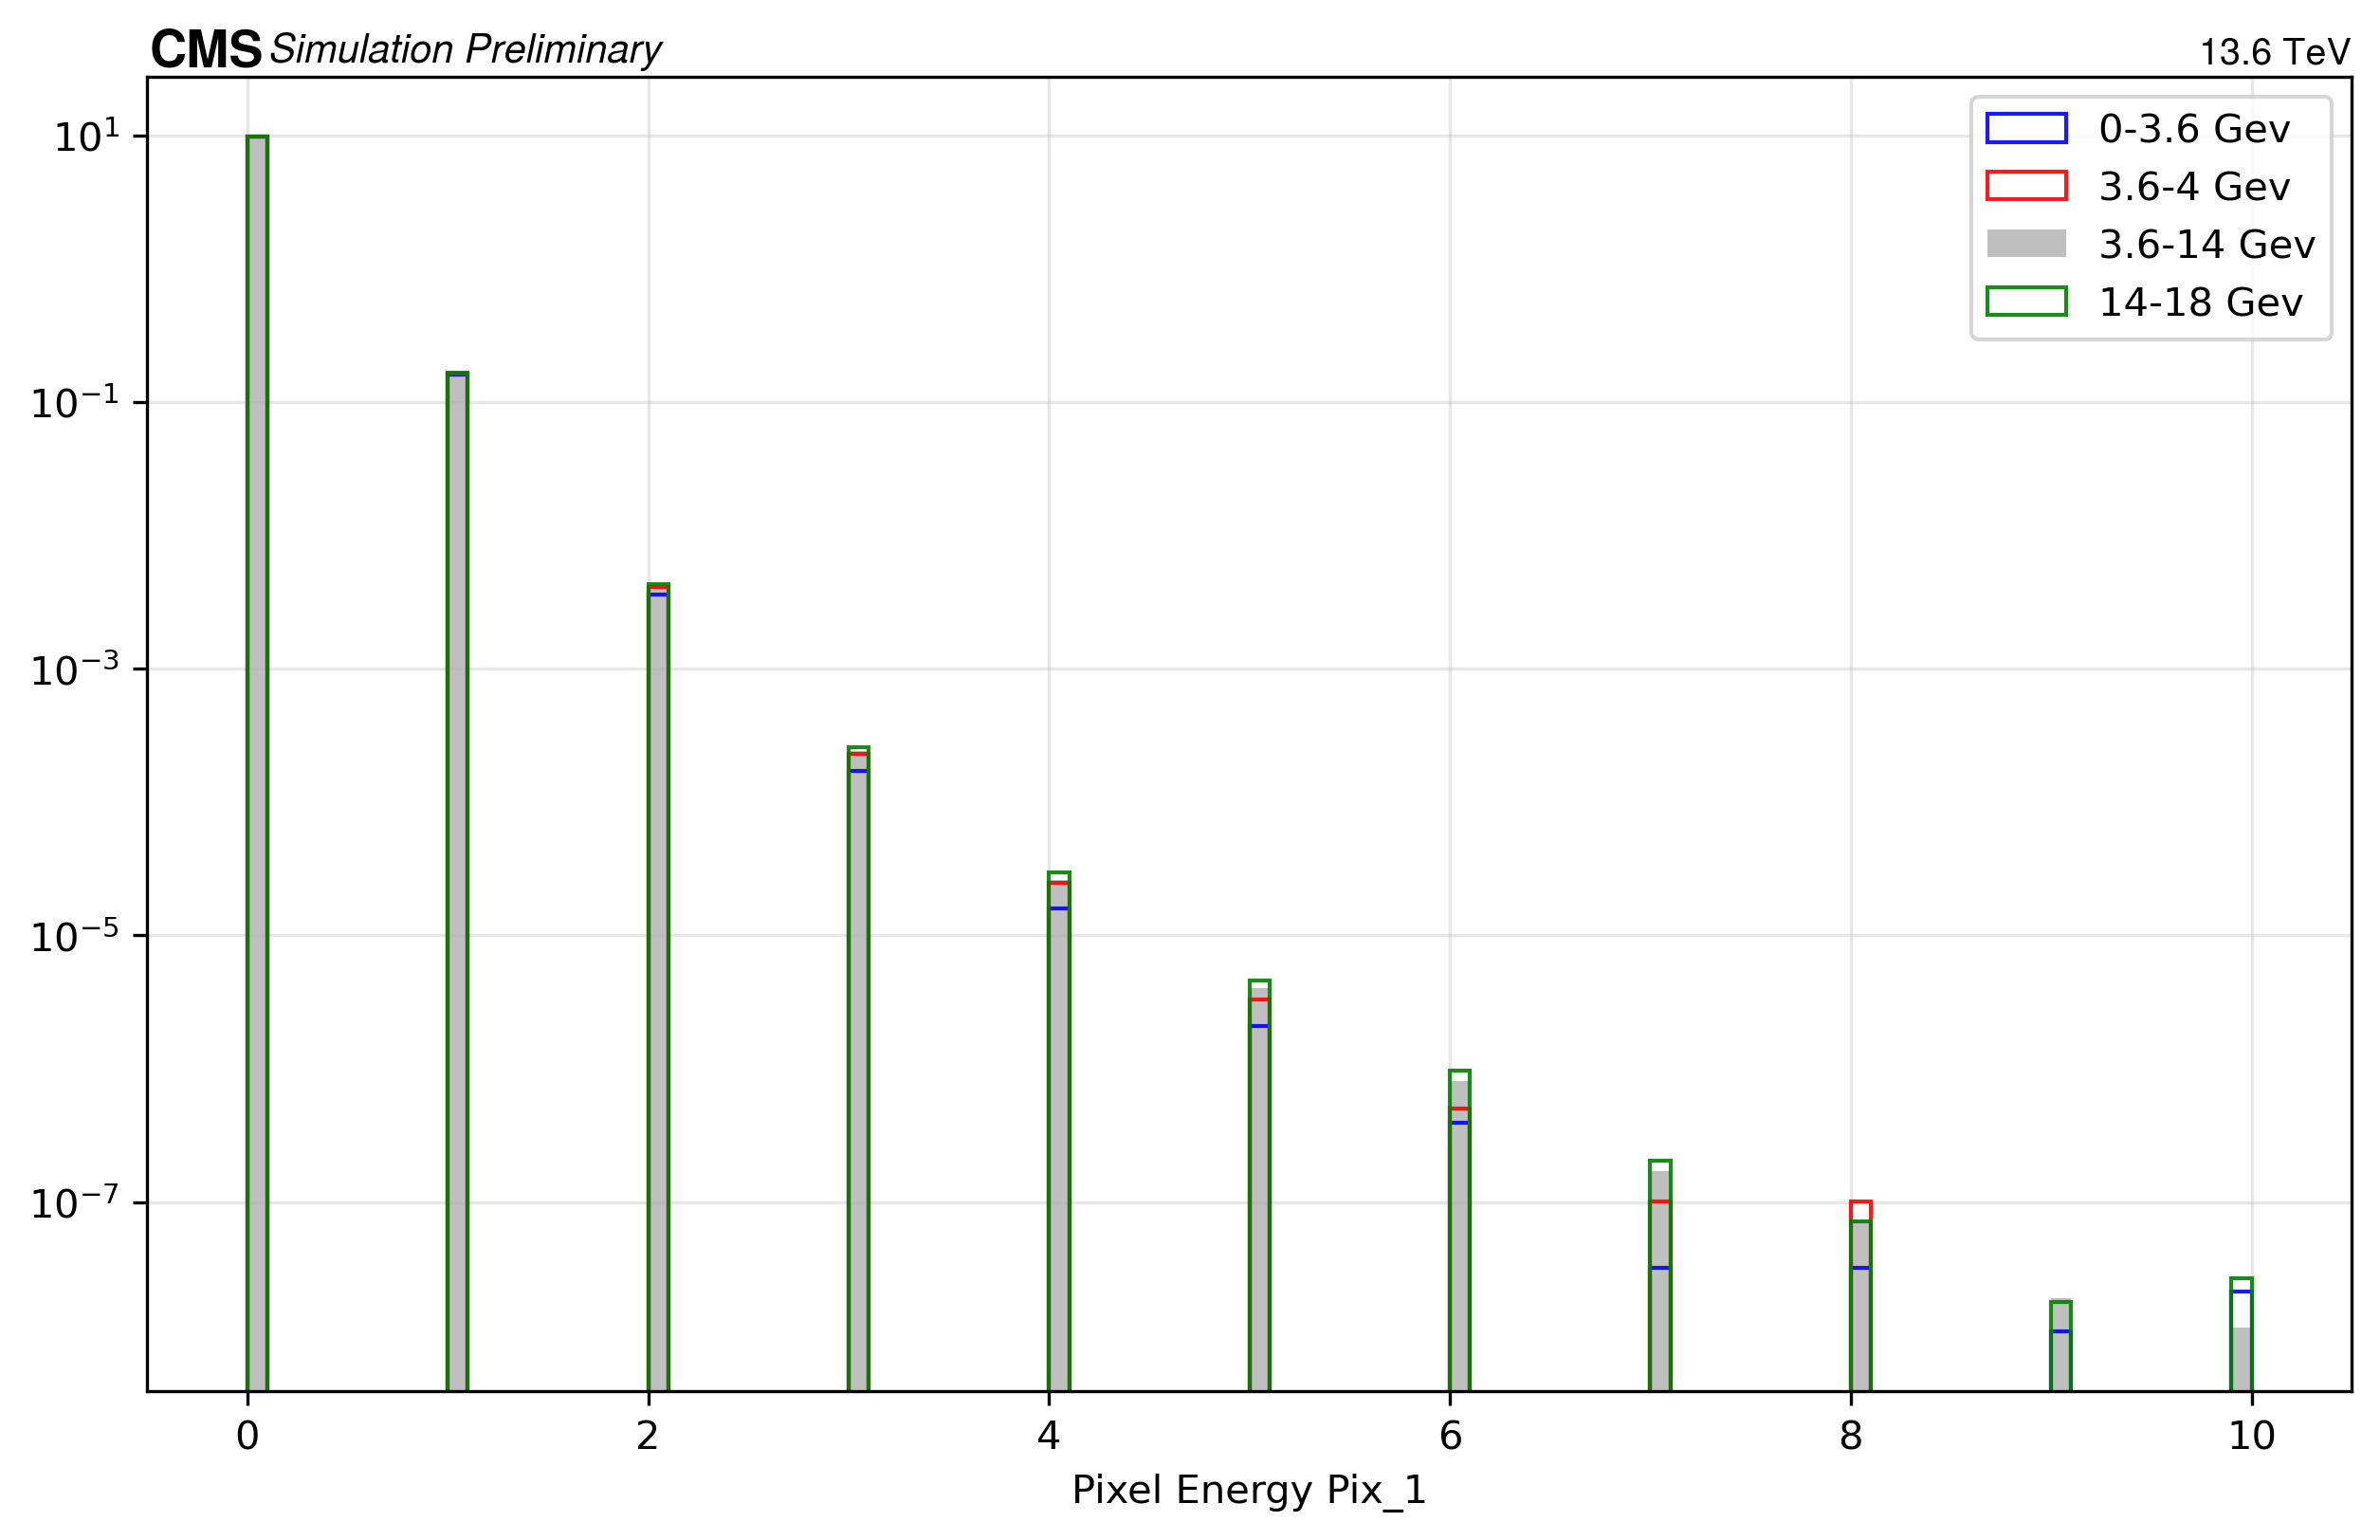 CMS Simulation Preliminary
13.6 TeV
0-3.6 Gev
3.6-4 Gev
3.6-14 Gev
14-18 Gev
10¹
10⁻¹
10⁻³
10⁻⁵
10⁻⁷
0 2 4 6 8 10
Pixel Energy Pix_1